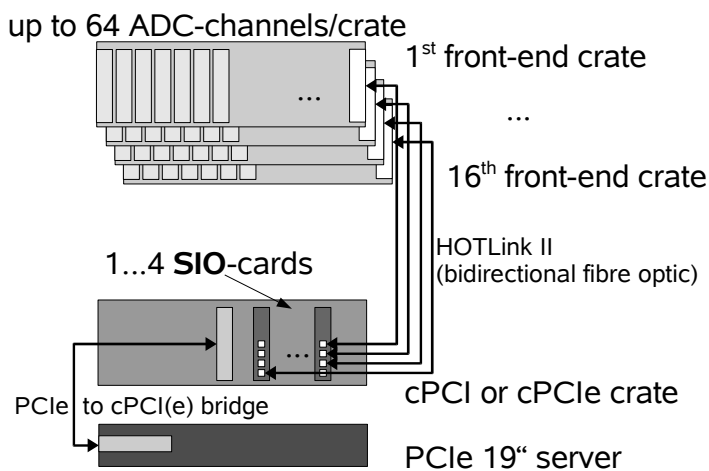 up to 64 ADC-channels/crate
1st front-end crate
...
...
16th front-end crate
HOTLink II
(bidirectional fibre optic)
1...4 SIO-cards
...
cPCI or cPCIe crate
PCIe to cPCI(e) bridge
PCIe 19“ server